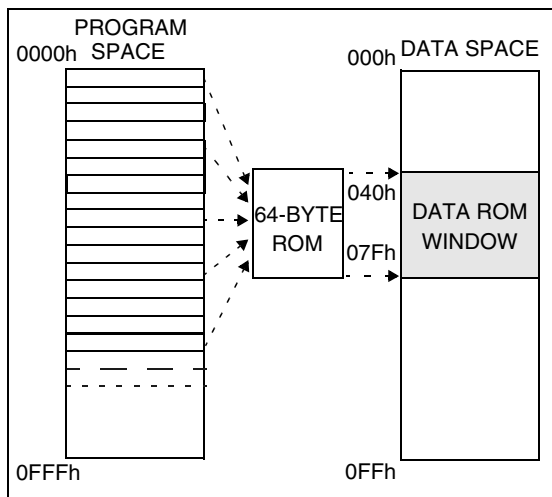 PROGRAM
SPACE
0000h
000h
DATA SPACE
64-BYTE
ROM
040h
07Fh
DATA ROM
WINDOW
0FFFh
0FFh